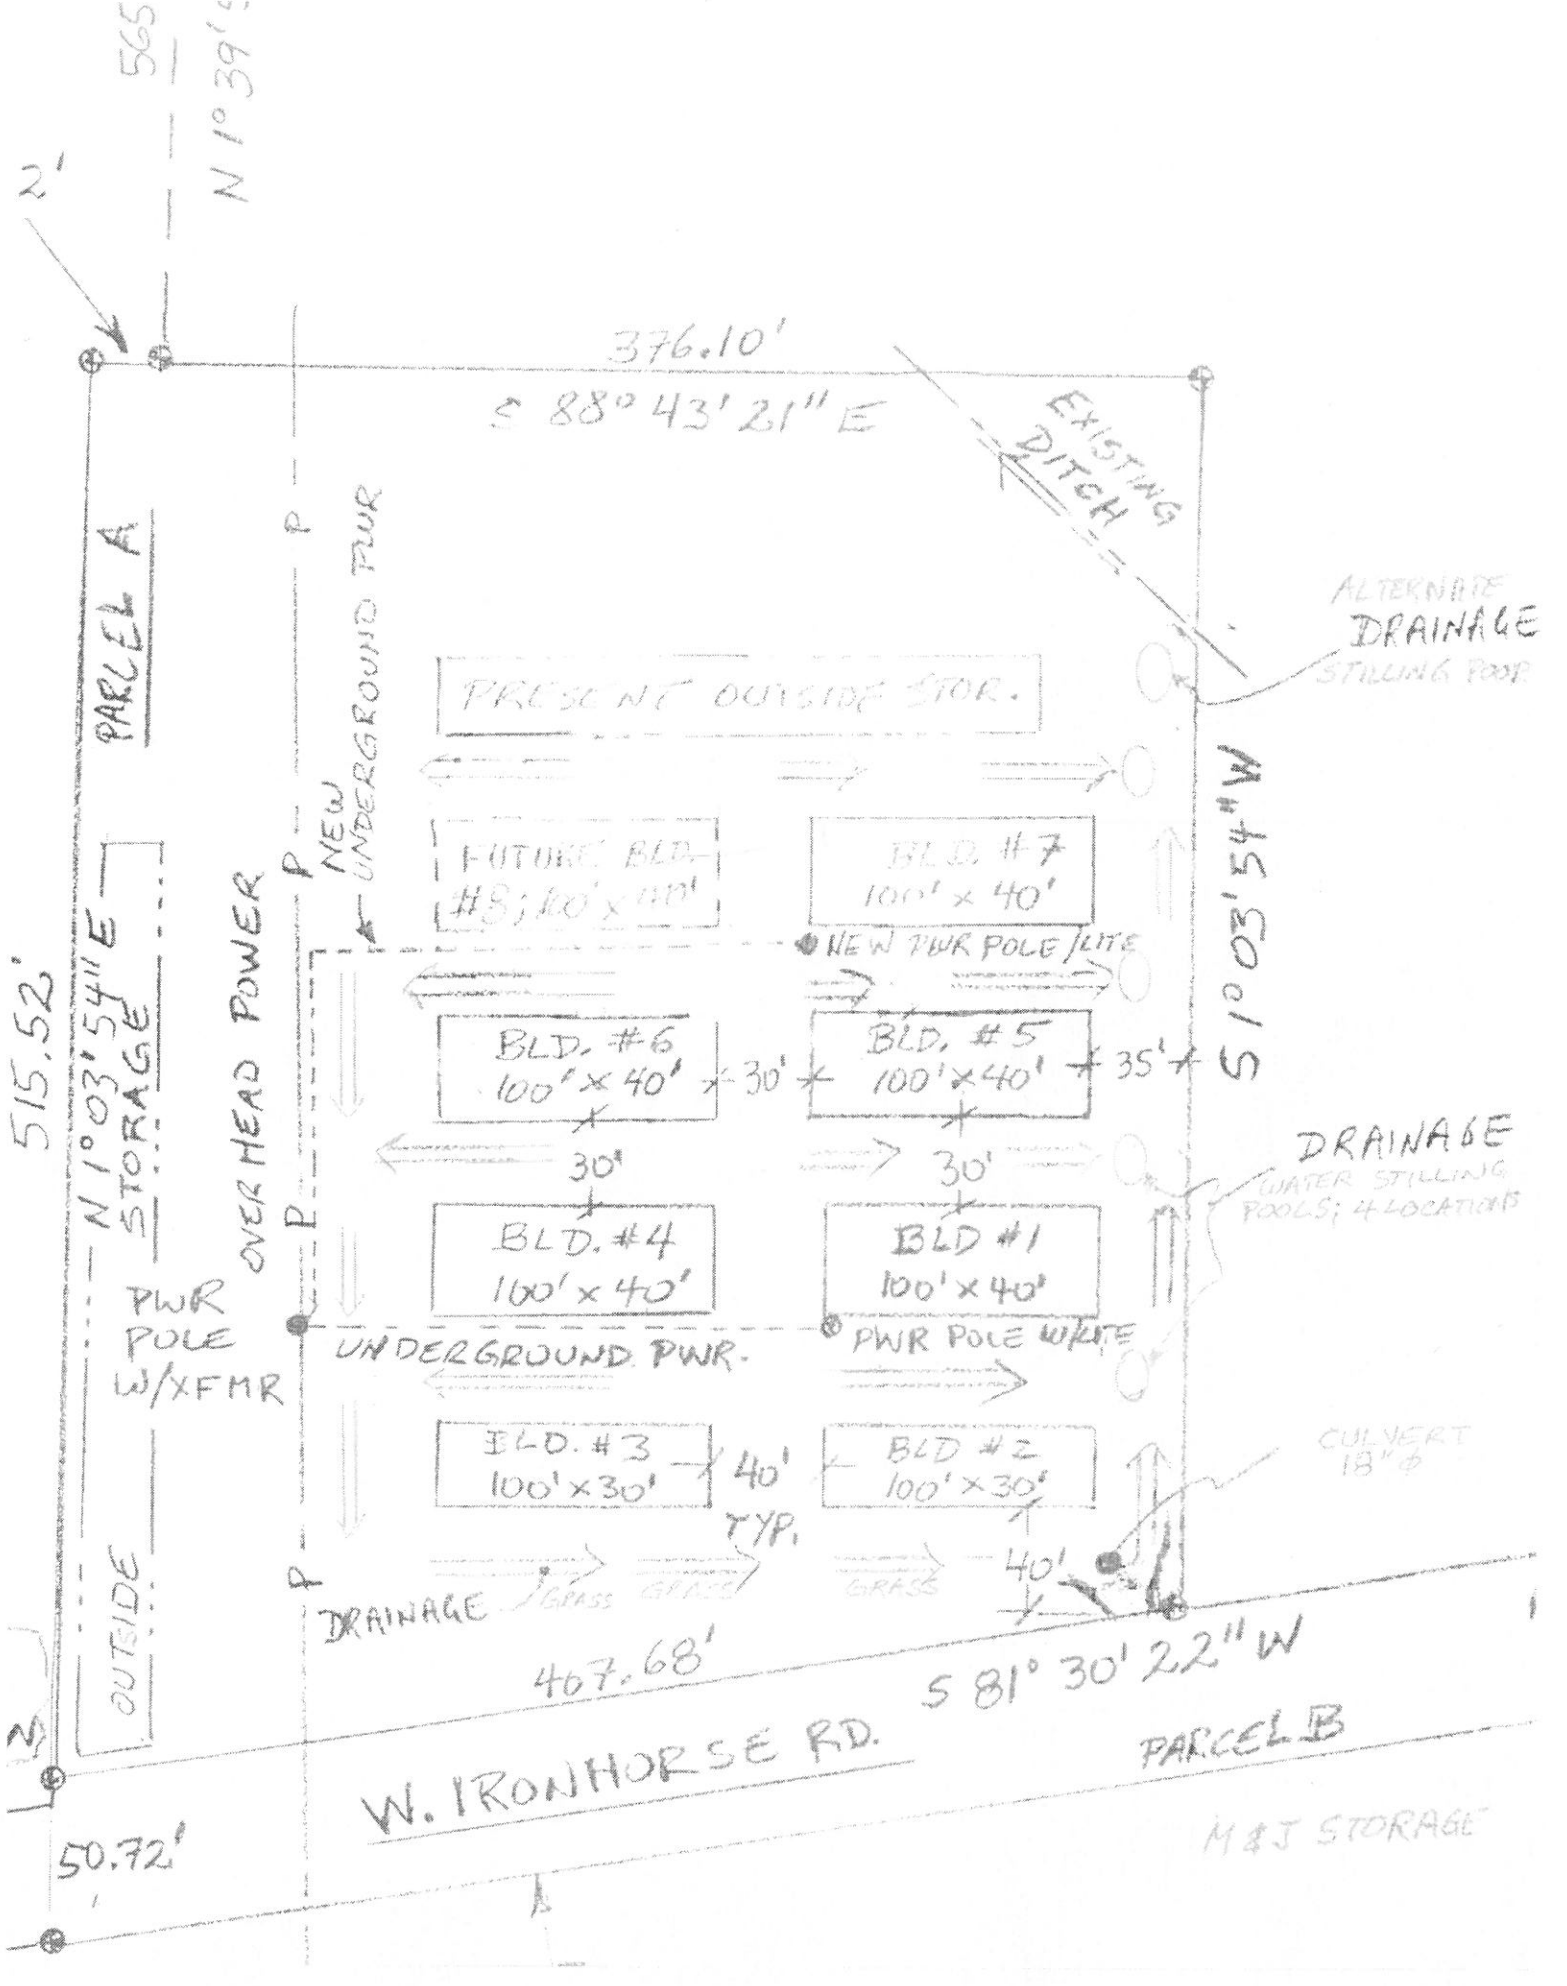 565
N 1° 39'
2'
376.10'
S 88° 43' 21" E
EXISTING
DITCH
PARCEL A
NEW
UNDERGROUND PWR
P
ALTERNATE
DRAINAGE
STILLING POOL
PRESENT OUTSIDE STOR.
S 1° 03' 54" W
P
FUTURE BLD.
#8; 100' x 40'
BLD. #7
100' x 40'
NEW PWR POLE/LITE
OVERHEAD POWER
515.52'
N 1° 03' 54" E
OUTSIDE STORAGE
BLD. #6
100' x 40'
30'
BLD. #5
100' x 40'
35'
30'
30'
DRAINAGE
WATER STILLING
POOLS; 4 LOCATIONS
P
BLD. #4
100' x 40'
BLD #1
100' x 40'
PWR
POLE
W/XFMR
UNDERGROUND PWR.
PWR POLE W/LITE
BLD. #3
100' x 30'
40'
TYP.
BLD #2
100' x 30'
CULVERT
18" ϕ
P
40'
DRAINAGE
GRASS
GRASS
GRASS
407.68'
S 81° 30' 22" W
W. IRONHORSE RD.
PARCEL B
M & J STORAGE
50.72'